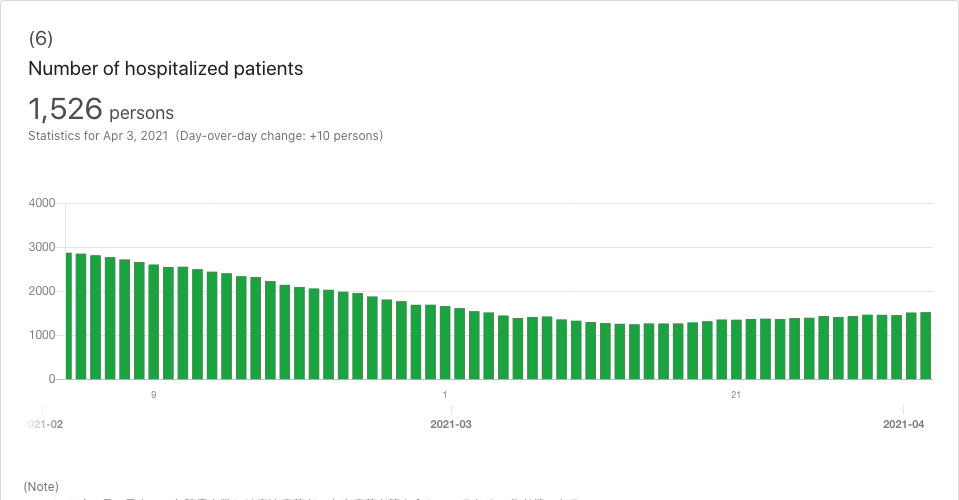 (6)
Number of hospitalized patients
1,526 persons
Statistics for Apr 3, 2021 (Day-over-day change: +10 persons)
4000
3000
2000
1000
0
9 1 21
2021-02 2021-03 2021-04
(Note)